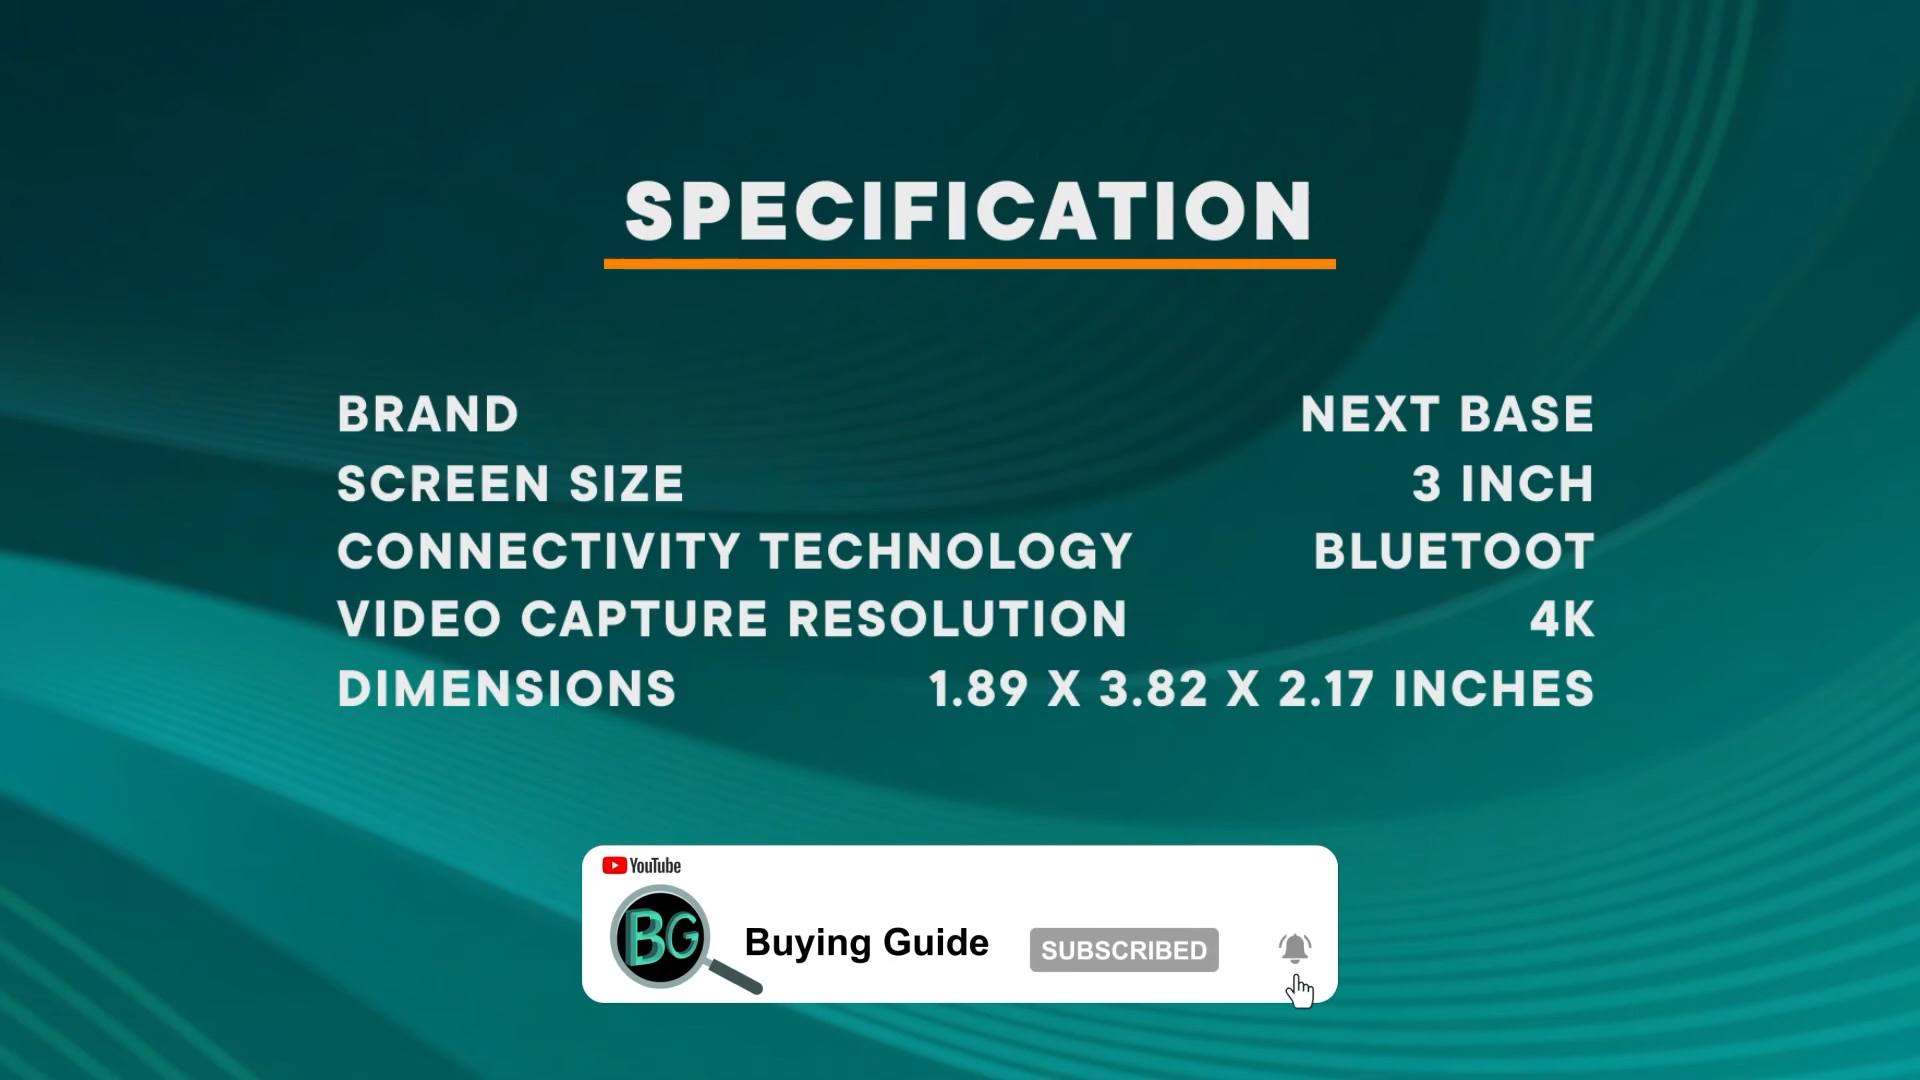 SPECIFICATION
BRAND NEXT BASE
SCREEN SIZE 3 INCH
CONNECTIVITY TECHNOLOGY BLUETOOT
VIDEO CAPTURE RESOLUTION 4K
DIMENSIONS 1.89 X 3.82 X 2.17 INCHES
YouTube
BG
Buying Guide SUBSCRIBED